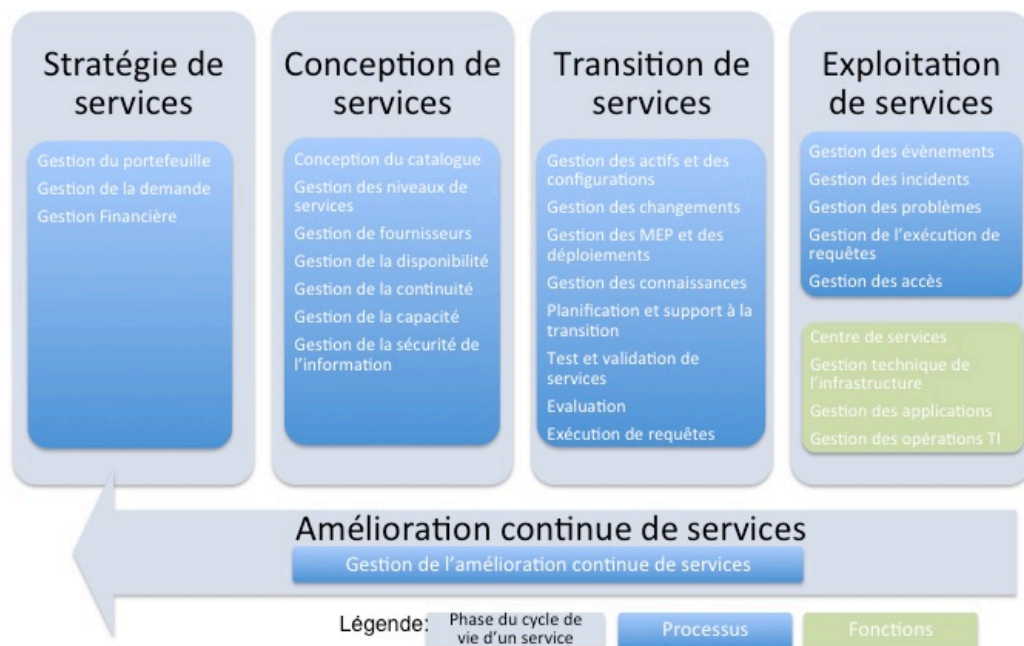 Stratégie de
services
Gestion du portefeuille
Gestion de la demande
Gestion Financière
Conception de
services
Conception du catalogue
Gestion des niveaux de
services
Gestion de fournisseurs
Gestion de la disponibilité
Gestion de la continuité
Gestion de la capacité
Gestion de la sécurité de
l'information
Transition de
services
Gestion des actifs et des
configurations
Gestion des changements
Gestion des MEP et des
déploiements
Gestion des connaissances
Planification et support à la
transition
Test et validation de
services
Evaluation
Exécution de requêtes
Exploitation
de services
Gestion des évènements
Gestion des incidents
Gestion des problèmes
Gestion de l'exécution de
requêtes
Gestion des accès
Centre de services
Gestion technique de
l'infrastructure
Gestion des applications
Gestion des opérations TI
Amélioration continue de services
Gestion de l'amélioration continue de services
Légende:
Phase du cycle de
vie d'un service
Processus
Fonctions